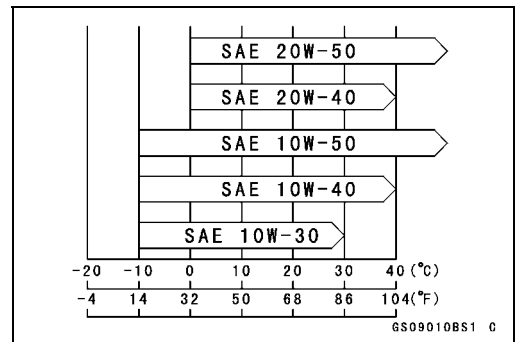 SAE 20W-50
SAE 20W-40
SAE 10W-50
SAE 10W-40
SAE 10W-30
-20 -10 0 10 20 30 40 (°C)
-4 14 32 50 68 86 104(°F)
GS09010BS1 C